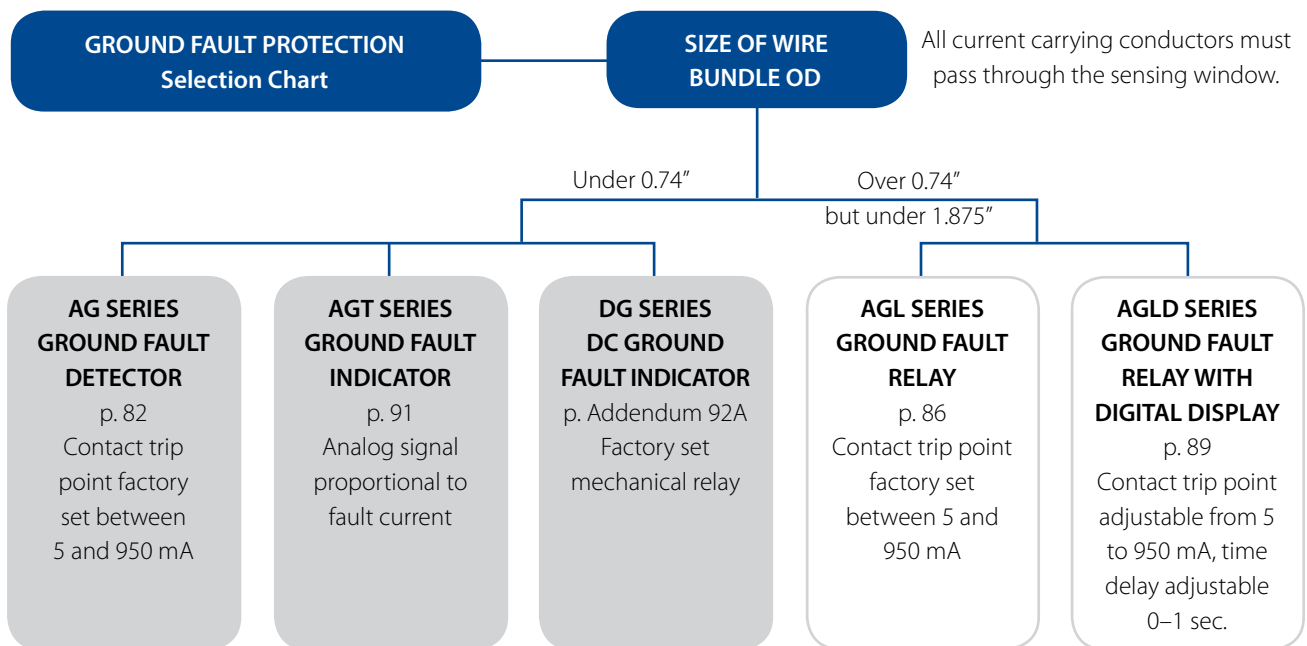 GROUND FAULT PROTECTION
Selection Chart
SIZE OF WIRE
BUNDLE OD
All current carrying conductors must
pass through the sensing window.
Under 0.74″
Over 0.74″
but under 1.875″
AG SERIES
GROUND FAULT
DETECTOR
p. 82
Contact trip
point factory
set between
5 and 950 mA
AGT SERIES
GROUND FAULT
INDICATOR
p. 91
Analog signal
proportional to
fault current
DG SERIES
DC GROUND
FAULT INDICATOR
p. Addendum 92A
Factory set
mechanical relay
AGL SERIES
GROUND FAULT
RELAY
p. 86
Contact trip point
factory set
between 5 and
950 mA
AGLD SERIES
GROUND FAULT
RELAY WITH
DIGITAL DISPLAY
p. 89
Contact trip point
adjustable from 5
to 950 mA, time
delay adjustable
0–1 sec.